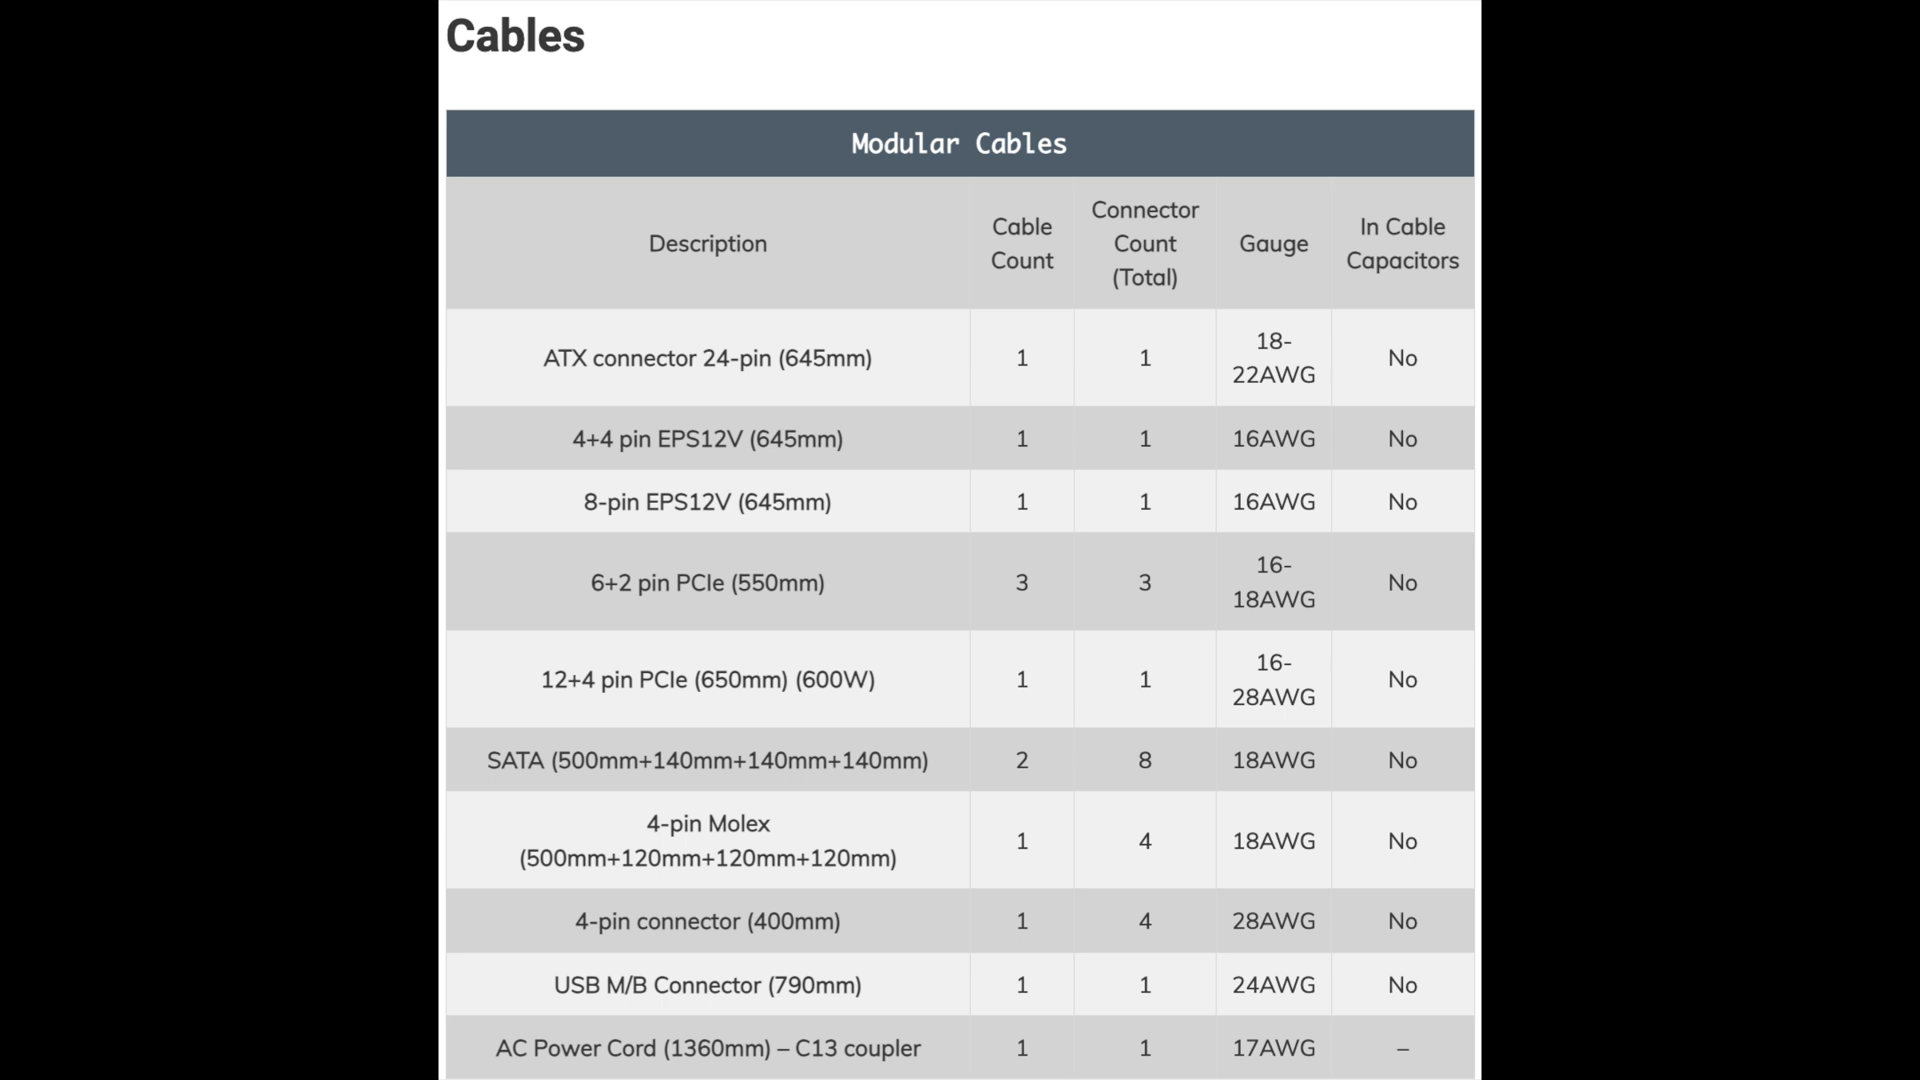 Cables
Modular Cables
Description
Cable
Count
Connector
Count
(Total)
Gauge
In Cable
Capacitors
ATX connector 24-pin (645mm)
1
1
18-
22AWG
No
4+4 pin EPS12V (645mm)
1
1
16AWG
No
8-pin EPS12V (645mm)
1
1
16AWG
No
6+2 pin PCIe (550mm)
3
3
16-
18AWG
No
12+4 pin PCIe (650mm) (600W)
1
1
16-
28AWG
No
SATA (500mm+140mm+140mm+140mm)
2
8
18AWG
No
4-pin Molex
(500mm+120mm+120mm+120mm)
1
4
18AWG
No
4-pin connector (400mm)
1
4
28AWG
No
USB M/B Connector (790mm)
1
1
24AWG
No
AC Power Cord (1360mm) – C13 coupler
1
1
17AWG
–